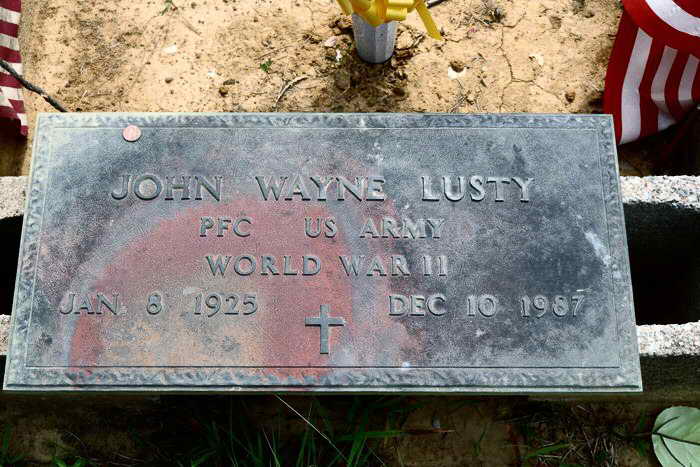 JOHN WAYNE LUSTY
PFC US ARMY
WORLD WAR II
JAN 8 1925 DEC 10 1987